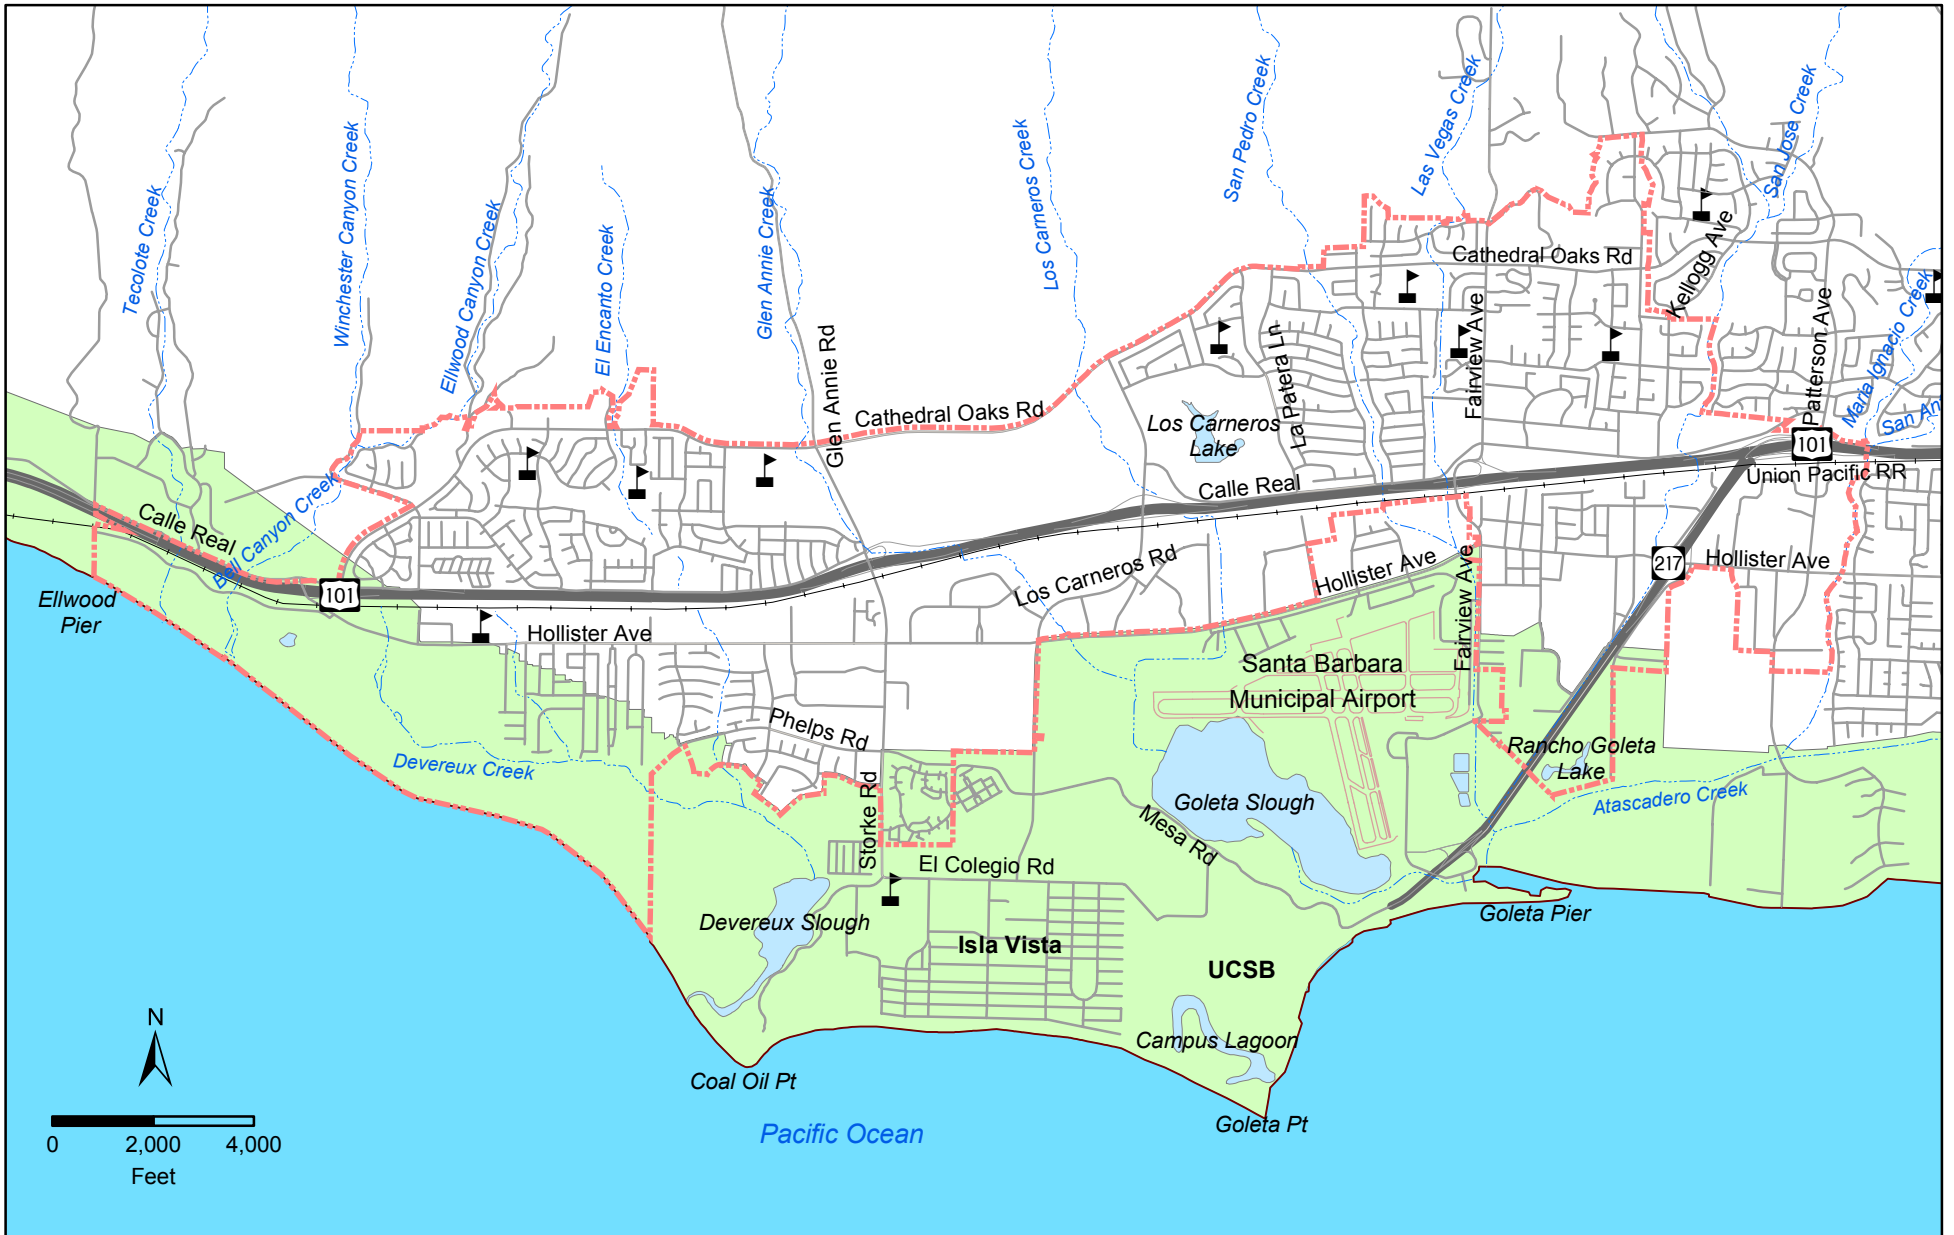 Tecolote Creek
Winchester Canyon Creek
Ellwood Canyon Creek
El Encanto Creek
Glen Annie Creek
Los Carneros Creek
San Pedro Creek
Las Vegas Creek
San Jose Creek
Cathedral Oaks Rd
Kellogg Ave
Fairview Ave
Patterson Ave
Maria Ignacio Creek
San An
Glen Annie Rd
La Patera Ln
Cathedral Oaks Rd
Los Carneros
Lake
101
Union Pacific RR
Calle Real
Calle Real
Bell Canyon Creek
101
Ellwood
Pier
Hollister Ave
Los Carneros Rd
Hollister Ave
Fairview Ave
217
Hollister Ave
Santa Barbara
Municipal Airport
Phelps Rd
Devereux Creek
Storke Rd
Rancho Goleta
Lake
Goleta Slough
Mesa Rd
Atascadero Creek
El Colegio Rd
Devereux Slough
Isla Vista
UCSB
Goleta Pier
Campus Lagoon
Coal Oil Pt
Goleta Pt
Pacific Ocean
N
0 2,000 4,000
Feet